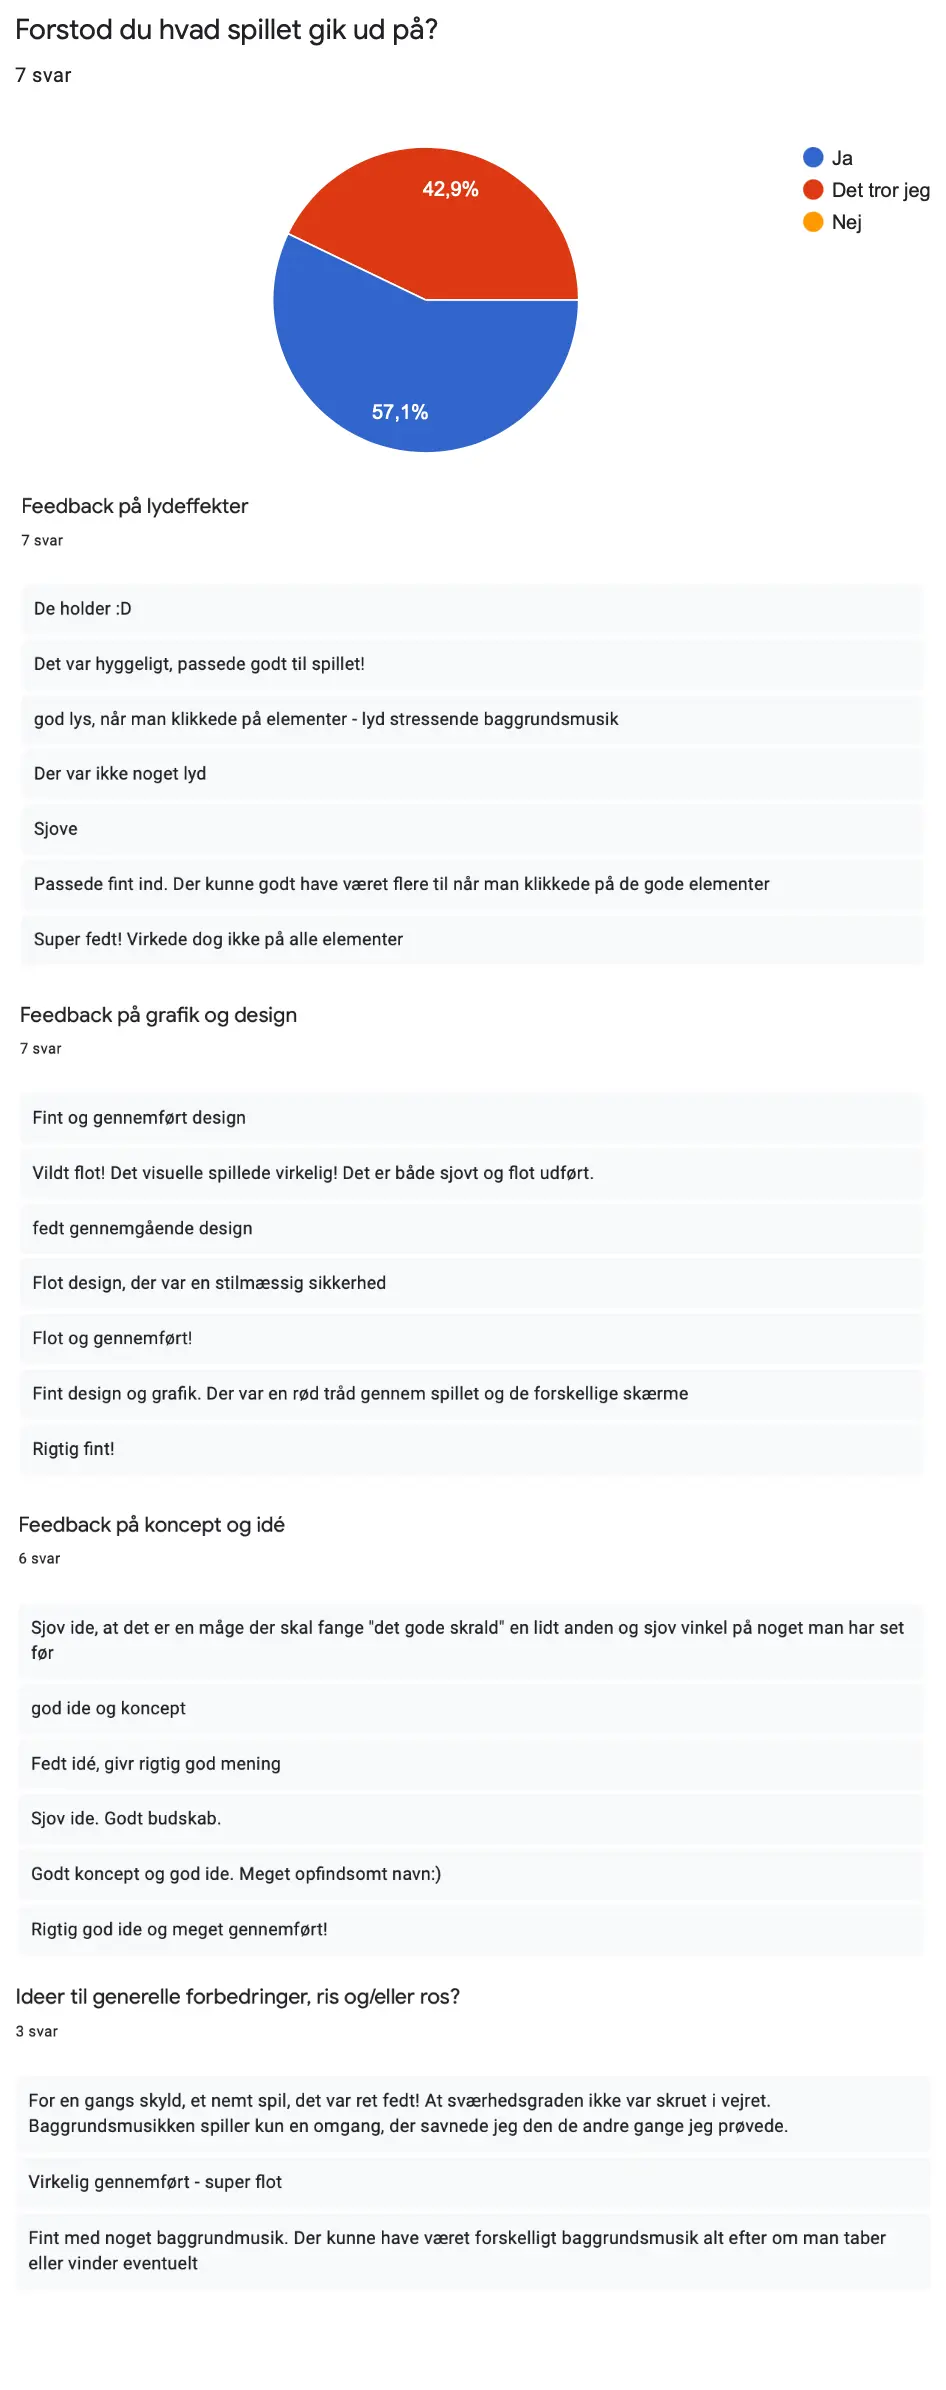 Forstod du hvad spillet gik ud på?
7 svar
42,9%
57,1%
Ja
Det tror jeg
Nej
Feedback på lydeffekter
7 svar
De holder :D
Det var hyggeligt, passede godt til spillet!
god lys, når man klikkede på elementer - lyd stressende baggrundsmusik
Der var ikke noget lyd
Sjove
Passede fint ind. Der kunne godt have været flere til når man klikkede på de gode elementer
Super fedt! Virkede dog ikke på alle elementer
Feedback på grafik og design
7 svar
Fint og gennemført design
Vildt flot! Det visuelle spillede virkelig! Det er både sjovt og flot udført.
fedt gennemgående design
Flot design, der var en stilmæssig sikkerhed
Flot og gennemført!
Fint design og grafik. Der var en rød tråd gennem spillet og de forskellige skærme
Rigtig fint!
Feedback på koncept og idé
6 svar
Sjov ide, at det er en måge der skal fange "det gode skrald" en lidt anden og sjov vinkel på noget man har set
før
god ide og koncept
Fedt idé, givr rigtig god mening
Sjov ide. Godt budskab.
Godt koncept og god ide. Meget opfindsomt navn:)
Rigtig god ide og meget gennemført!
Ideer til generelle forbedringer, ris og/eller ros?
3 svar
For en gangs skyld, et nemt spil, det var ret fedt! At sværhedsgraden ikke var skruet i vejret.
Baggrundsmusikken spiller kun en omgang, der savnede jeg den de andre gange jeg prøvede.
Virkelig gennemført - super flot
Fint med noget baggrundmusik. Der kunne have været forskelligt baggrundsmusik alt efter om man taber
eller vinder eventuelt